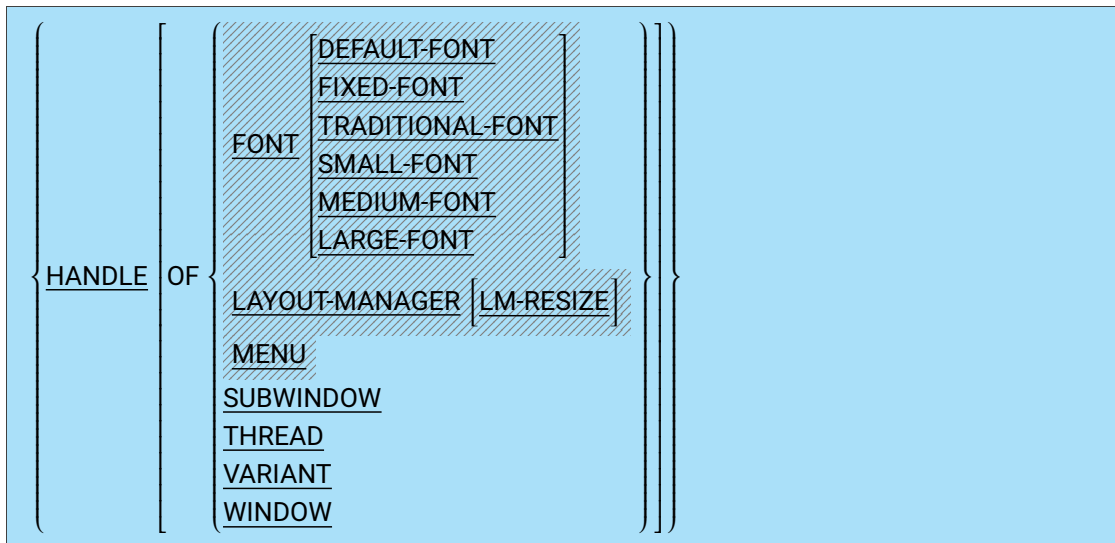 DEFAULT-FONT
FIXED-FONT
TRADITIONAL-FONT
FONT
SMALL-FONT
MEDIUM-FONT
LARGE-FONT
HANDLE OF
LAYOUT-MANAGER LM-RESIZE
MENU
SUBWINDOW
THREAD
VARIANT
WINDOW